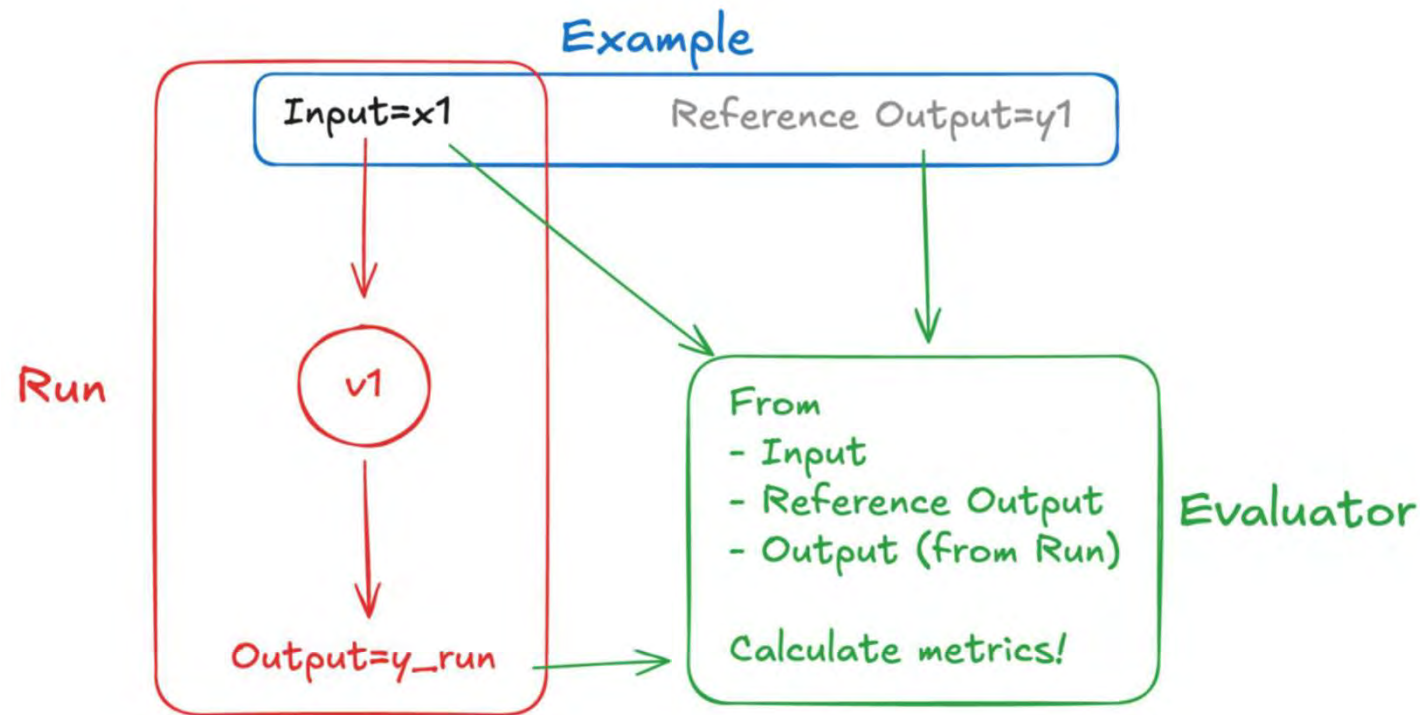 Example
Input=x1
Reference Output=y1
Run
v1
Output=y_run
From
- Input
- Reference Output
- Output (from Run)
Calculate metrics!
Evaluator